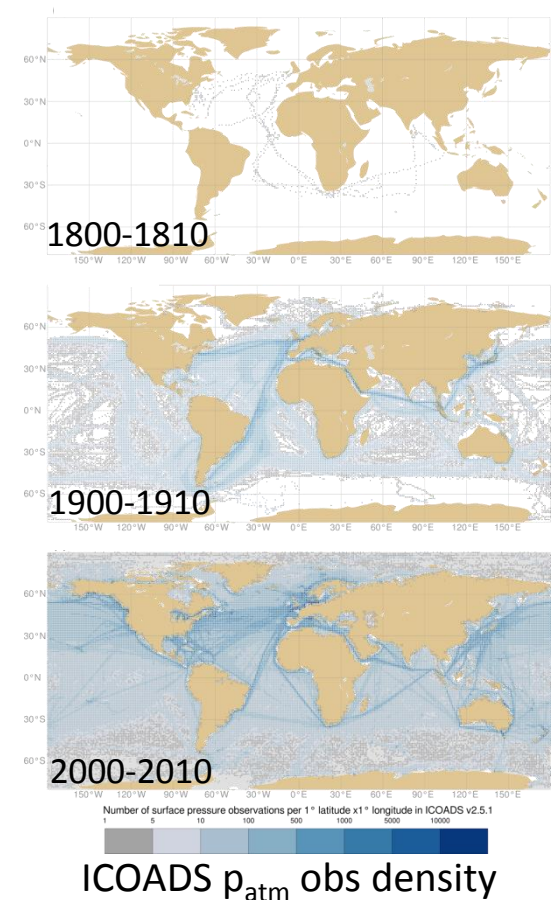 60°N
30°N
0°N
30°S
60°S
1800-1810
150°W 120°W 90°W 60°W 30°W 0°E 30°E 60°E 90°E 120°E 150°E
60°N
30°N
0°N
30°S
60°S
1900-1910
150°W 120°W 90°W 60°W 30°W 0°E 30°E 60°E 90°E 120°E 150°E
60°N
30°N
0°N
30°S
60°S
2000-2010
150°W 120°W 90°W 60°W 30°W 0°E 30°E 60°E 90°E 120°E 150°E
Number of surface pressure observations per 1° latitude x1° longitude in ICOADS v2.5.1
1 5 10 100 500 1000 5000 10000
ICOADS patm obs density